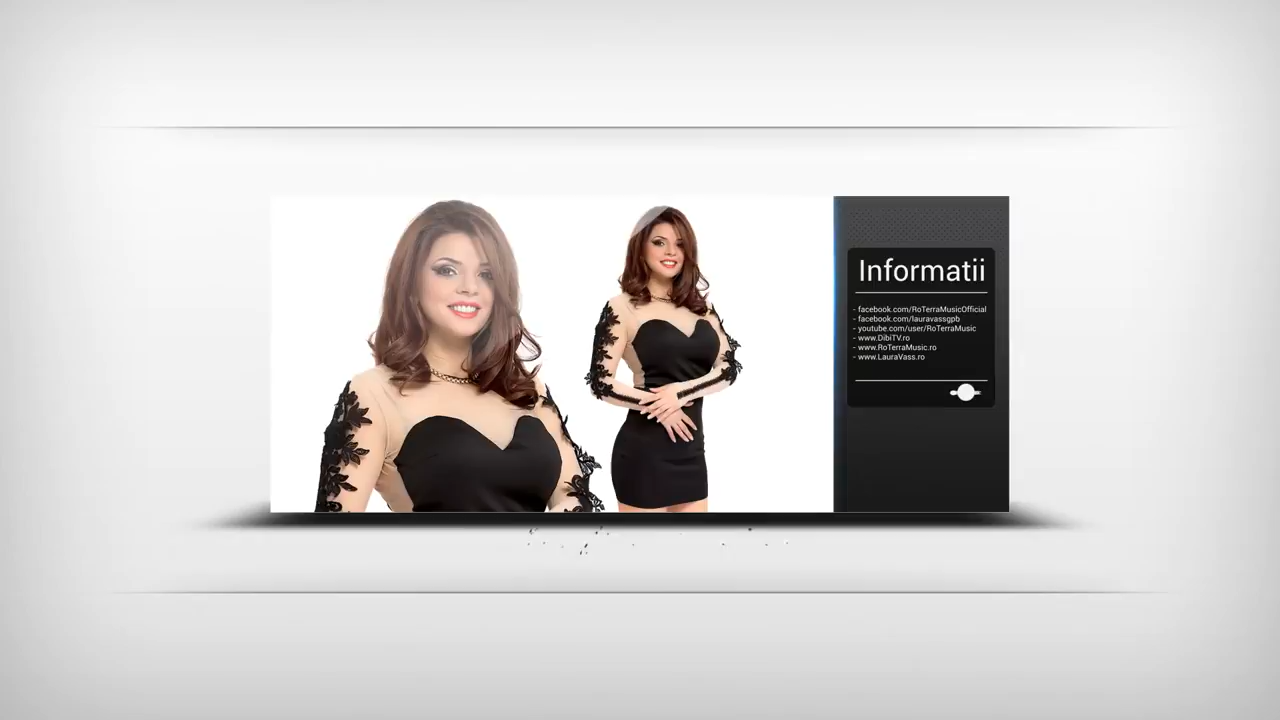 Informatii
- facebook.com/RoTerraMusicOfficial
- facebook.com/lauravassgpb
- youtube.com/user/RoTerraMusic
- www.DibiTV.ro
- www.RoTerraMusic.ro
- www.LauraVass.ro